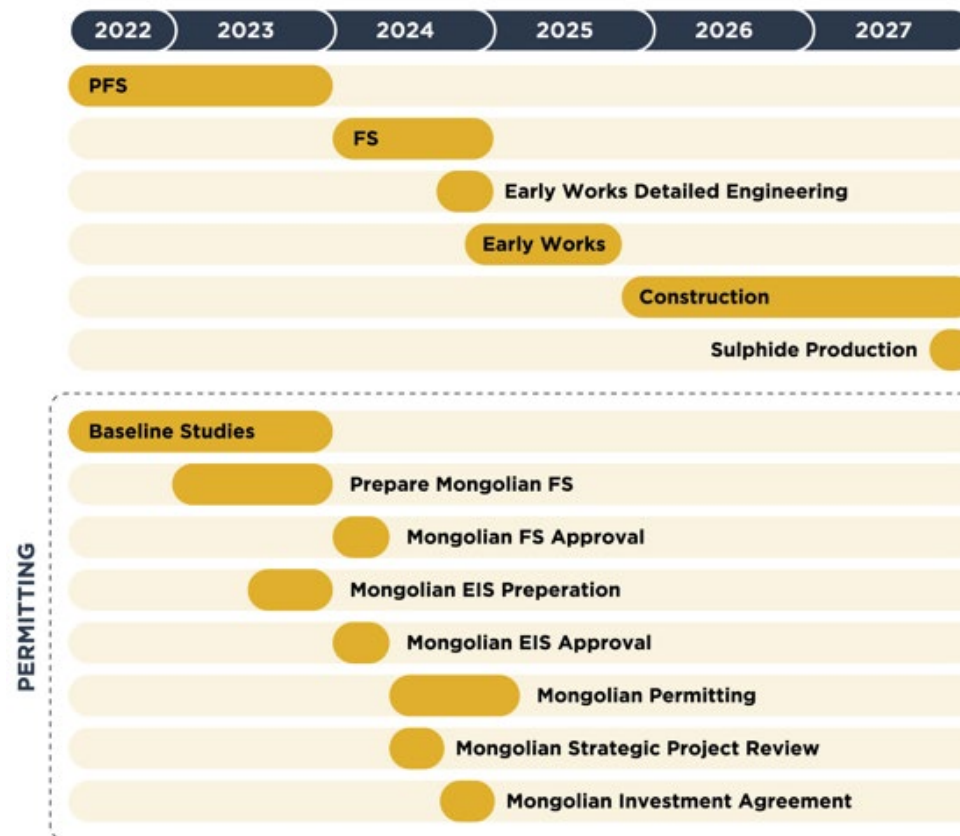 2022 2023 2024 2025 2026 2027
PFS
FS
Early Works Detailed Engineering
Early Works
Construction
Sulphide Production
PERMITTING
Baseline Studies
Prepare Mongolian FS
Mongolian FS Approval
Mongolian EIS Preperation
Mongolian EIS Approval
Mongolian Permitting
Mongolian Strategic Project Review
Mongolian Investment Agreement